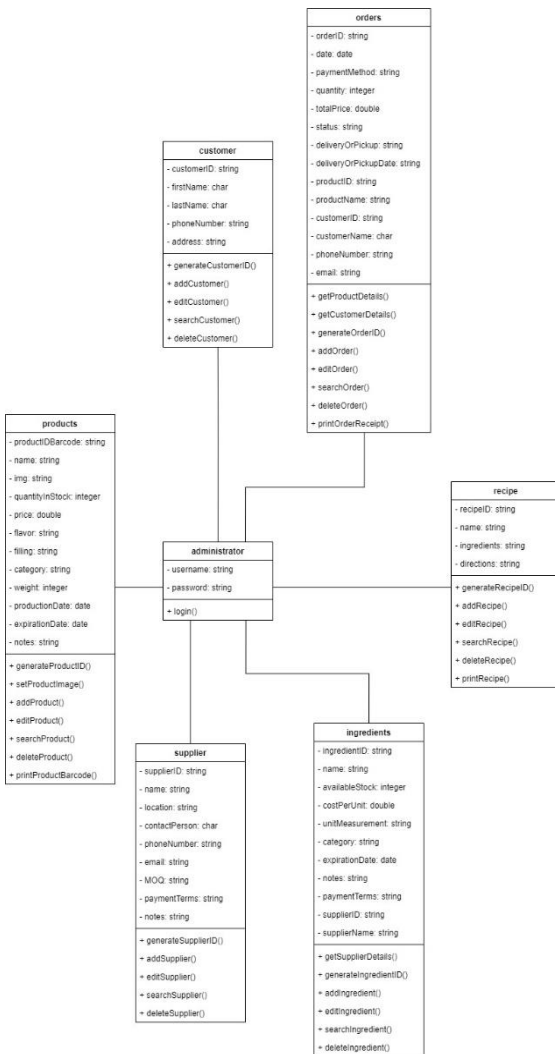 orders
- orderID: string
- date: date
- paymentMethod: string
- quantity: integer
- totalPrice: double
- status: string
- deliveryOrPickup: string
- deliveryOrPickupDate: string
- productID: string
- productName: string
- customerID: string
- customerName: char
- phoneNumber: string
- email: string
+ getProductDetails()
+ getCustomerDetails()
+ generateOrderID()
+ addOrder()
+ editOrder()
+ searchOrder()
+ deleteOrder()
+ printOrderReceipt()
customer
- customerID: string
- firstName: char
- lastName: char
- phoneNumber: string
- address: string
+ generateCustomerID()
+ addCustomer()
+ editCustomer()
+ searchCustomer()
+ deleteCustomer()
products
- productIDBarcode: string
- name: string
- img: string
- quantityInStock: integer
- price: double
- flavor: string
- filling: string
- category: string
- weight: integer
- productionDate: date
- expirationDate: date
- notes: string
+ generateProductID()
+ setProductImage()
+ addProduct()
+ editProduct()
+ searchProduct()
+ deleteProduct()
+ printProductBarcode()
administrator
- username: string
- password: string
+ login()
recipe
- recipeID: string
- name: string
- ingredients: string
- directions: string
+ generateRecipeID()
+ addRecipe()
+ editRecipe()
+ searchRecipe()
+ deleteRecipe()
+ printRecipe()
supplier
- supplierID: string
- name: string
- location: string
- contactPerson: char
- phoneNumber: string
- email: string
- MOQ: string
- paymentTerms: string
- notes: string
+ generateSupplierID()
+ addSupplier()
+ editSupplier()
+ searchSupplier()
+ deleteSupplier()
ingredients
- ingredientID: string
- name: string
- availableStock: integer
- costPerUnit: double
- unitMeasurement: string
- category: string
- expirationDate: date
- notes: string
- paymentTerms: string
- supplierID: string
- supplierName: string
+ getSupplierDetails()
+ generateIngredientID()
+ addIngredient()
+ editIngredient()
+ searchIngredient()
+ deleteIngredient()